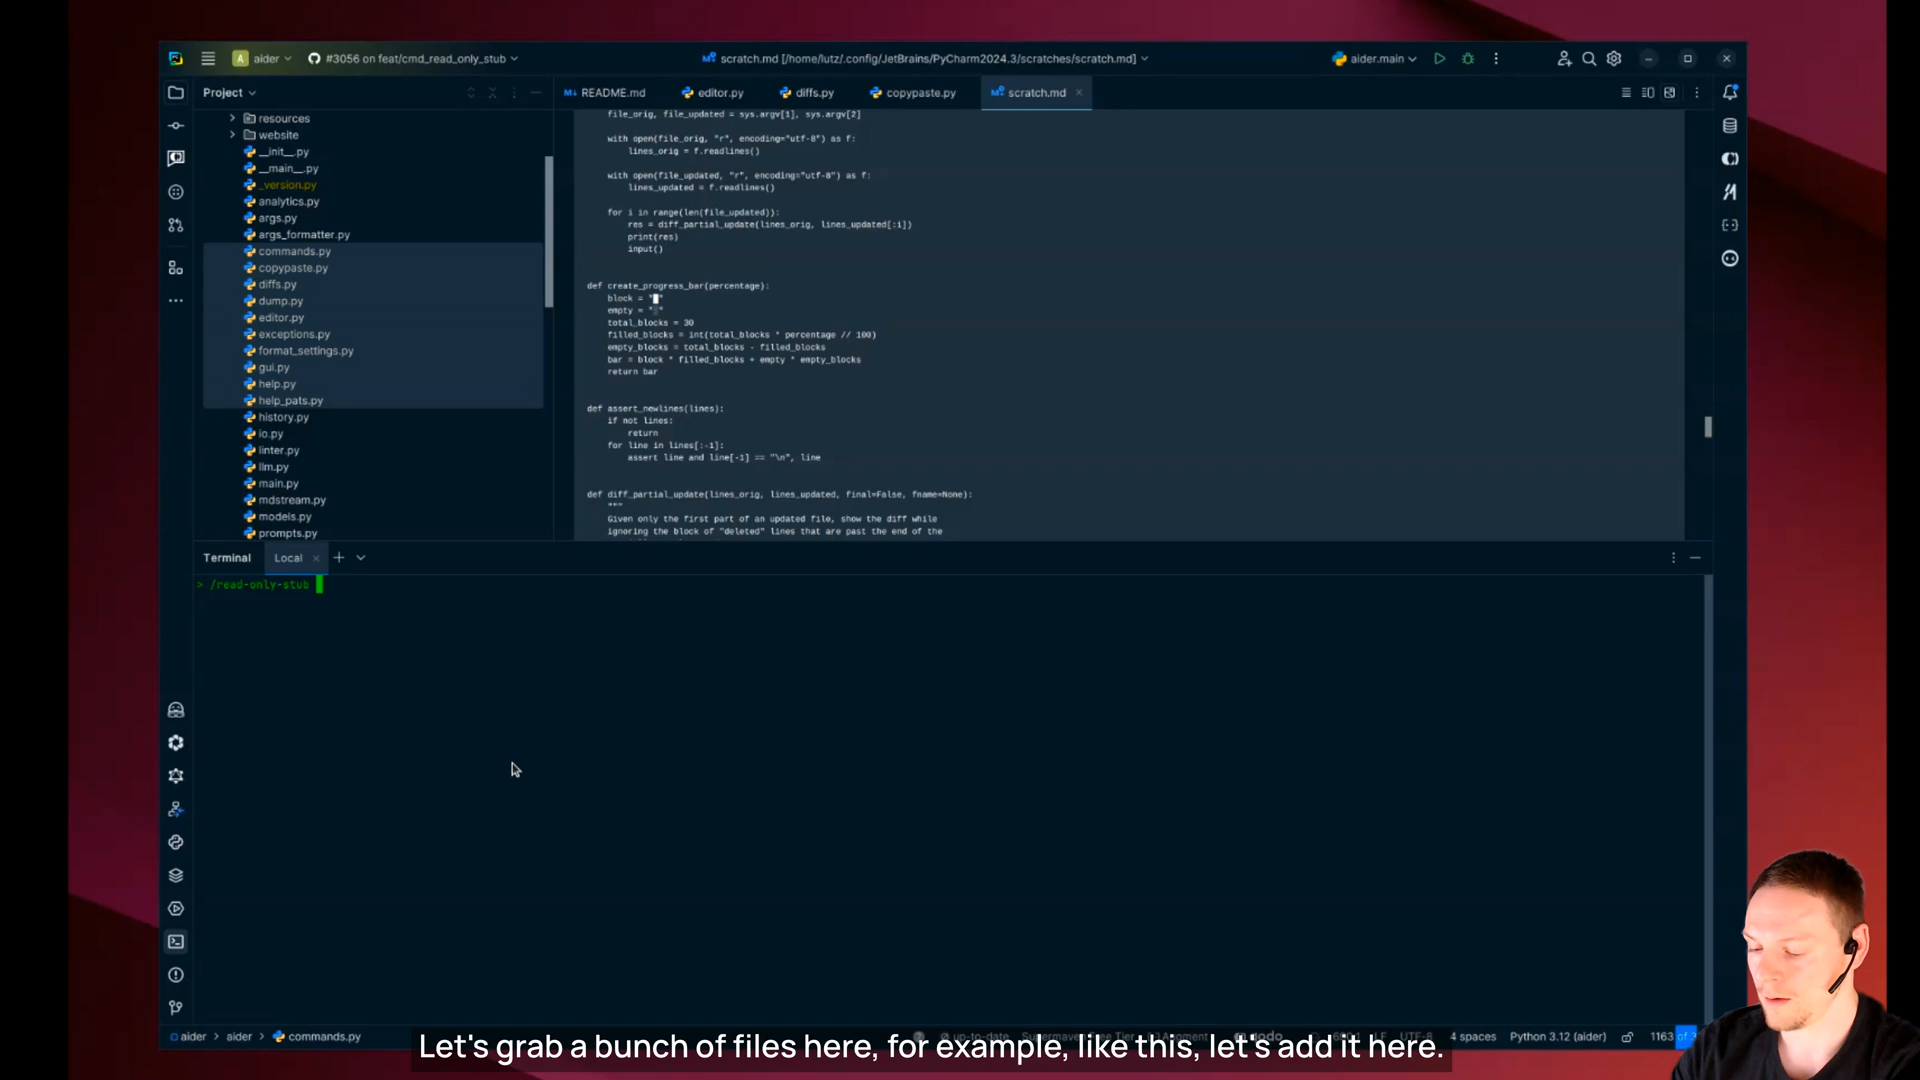 aider
#3056 on feat/cmd_read_only_stub
scratch.md [/home/lutz/.config/JetBrains/PyCharm2024.3/scratches/scratch.md]
aider.main
Project
README.md
editor.py
diffs.py
copypaste.py
scratch.md
resources
website
__init__.py
__main__.py
_version.py
analytics.py
args.py
args_formatter.py
commands.py
copypaste.py
diffs.py
dump.py
editor.py
exceptions.py
format_settings.py
gui.py
help.py
help_pats.py
history.py
io.py
linter.py
llm.py
main.py
mdstream.py
models.py
prompts.py
file_orig, file_updated = sys.argv[1], sys.argv[2]
with open(file_orig, "r", encoding="utf-8") as f:
lines_orig = f.readlines()
with open(file_updated, "r", encoding="utf-8") as f:
lines_updated = f.readlines()
for i in range(len(file_updated)):
res = diff_partial_update(lines_orig, lines_updated[:i])
print(res)
input()
def create_progress_bar(percentage):
block = "█"
empty = "░"
total_blocks = 30
filled_blocks = int(total_blocks * percentage // 100)
empty_blocks = total_blocks - filled_blocks
bar = block * filled_blocks + empty * empty_blocks
return bar
def assert_newlines(lines):
if not lines:
return
for line in lines[:-1]:
assert line and line[-1] == "\n", line
def diff_partial_update(lines_orig, lines_updated, final=False, fname=None):
"""
Given only the first part of an updated file, show the diff while
ignoring the block of "deleted" lines that are past the end of the
Terminal
Local
> /read-only-stub
aider
aider
commands.py
4 spaces
Python 3.12 (aider)
1163 of
Let's grab a bunch of files here, for example, like this, let's add it here.